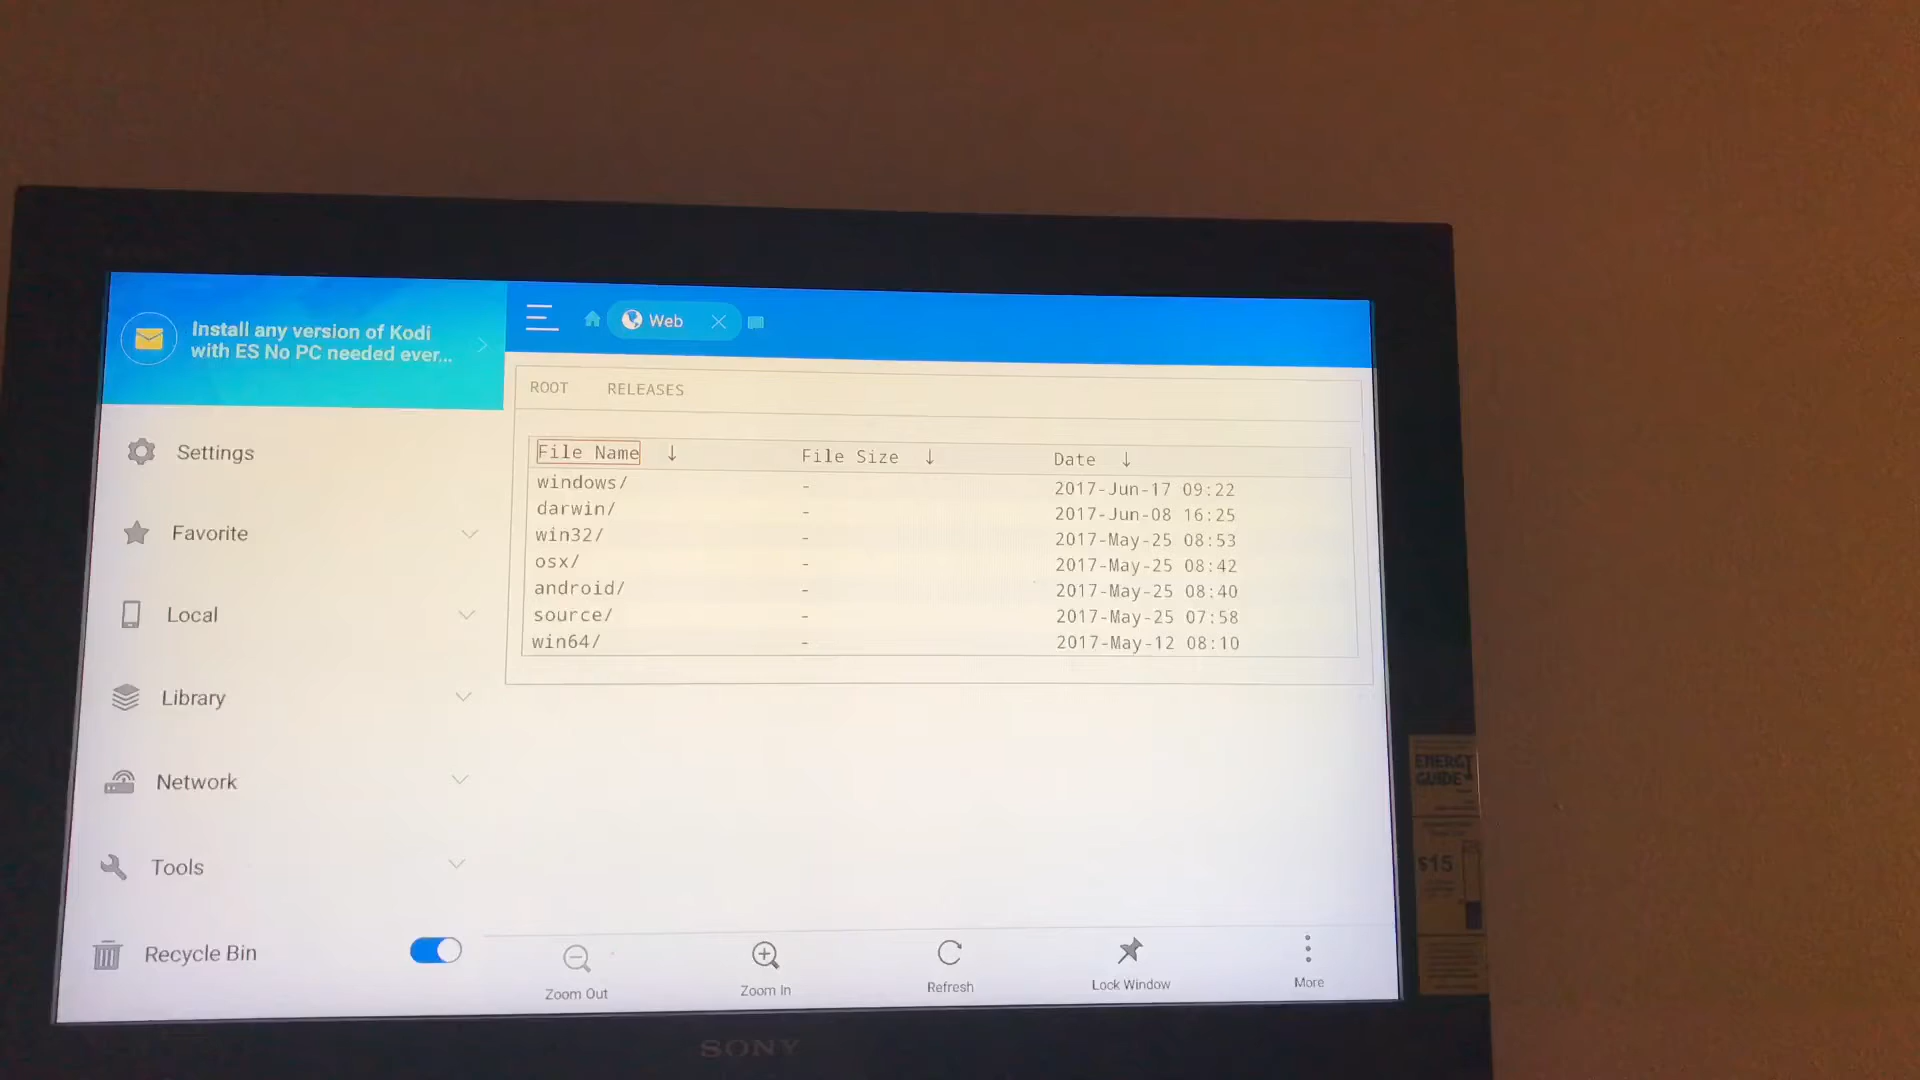 Install any version of Kodi
with ES No PC needed ever...
Web
ROOT RELEASES
File Name ↓ File Size ↓ Date ↓
windows/ - 2017-Jun-17 09:22
darwin/ - 2017-Jun-08 16:25
win32/ - 2017-May-25 08:53
osx/ - 2017-May-25 08:42
android/ - 2017-May-25 08:40
source/ - 2017-May-25 07:58
win64/ - 2017-May-12 08:10
Settings
Favorite
Local
Library
Network
Tools
Recycle Bin
Zoom Out
Zoom In
Refresh
Lock Window
More
ENERGY
GUIDE
$15
SONY